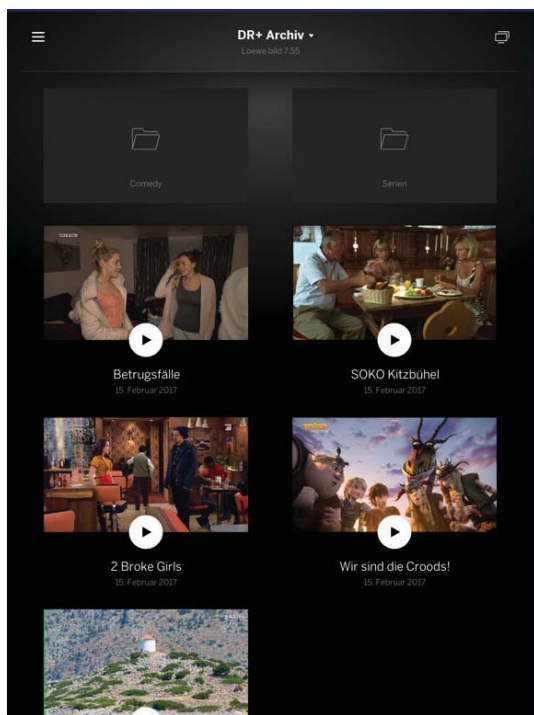 DR+ Archiv
Loewe bild 7.55
Comedy
Serien
Betrugsfälle
15. Februar 2017
SOKO Kitzbühel
15. Februar 2017
2 Broke Girls
15. Februar 2017
Wir sind die Croods!
15. Februar 2017